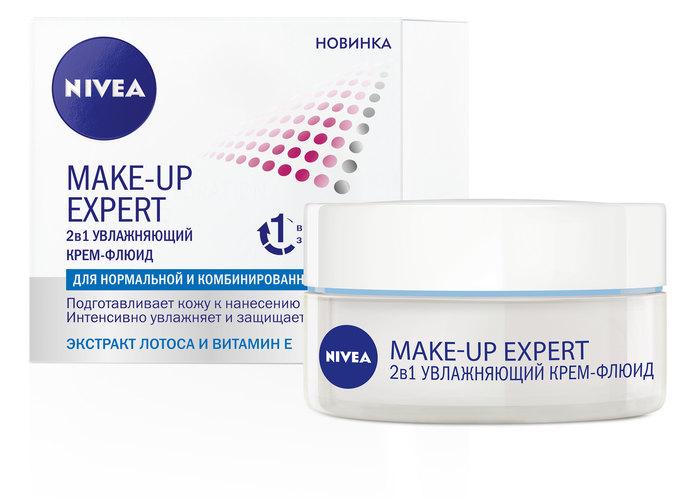 НОВИНКА
NIVEA
MAKE-UP
EXPERT
2в1 УВЛАЖНЯЮЩИЙ
КРЕМ-ФЛЮИД
1
ДЛЯ НОРМАЛЬНОЙ И
Подготавливает кожу к нанесению
Интенсивно увлажняет и защищает
ЭКСТРАКТ ЛОТОСА И ВИТАМИН Е
NIVEA
MAKE-UP EXPERT
2в1 УВЛАЖНЯЮЩИЙ КРЕМ-ФЛЮИД